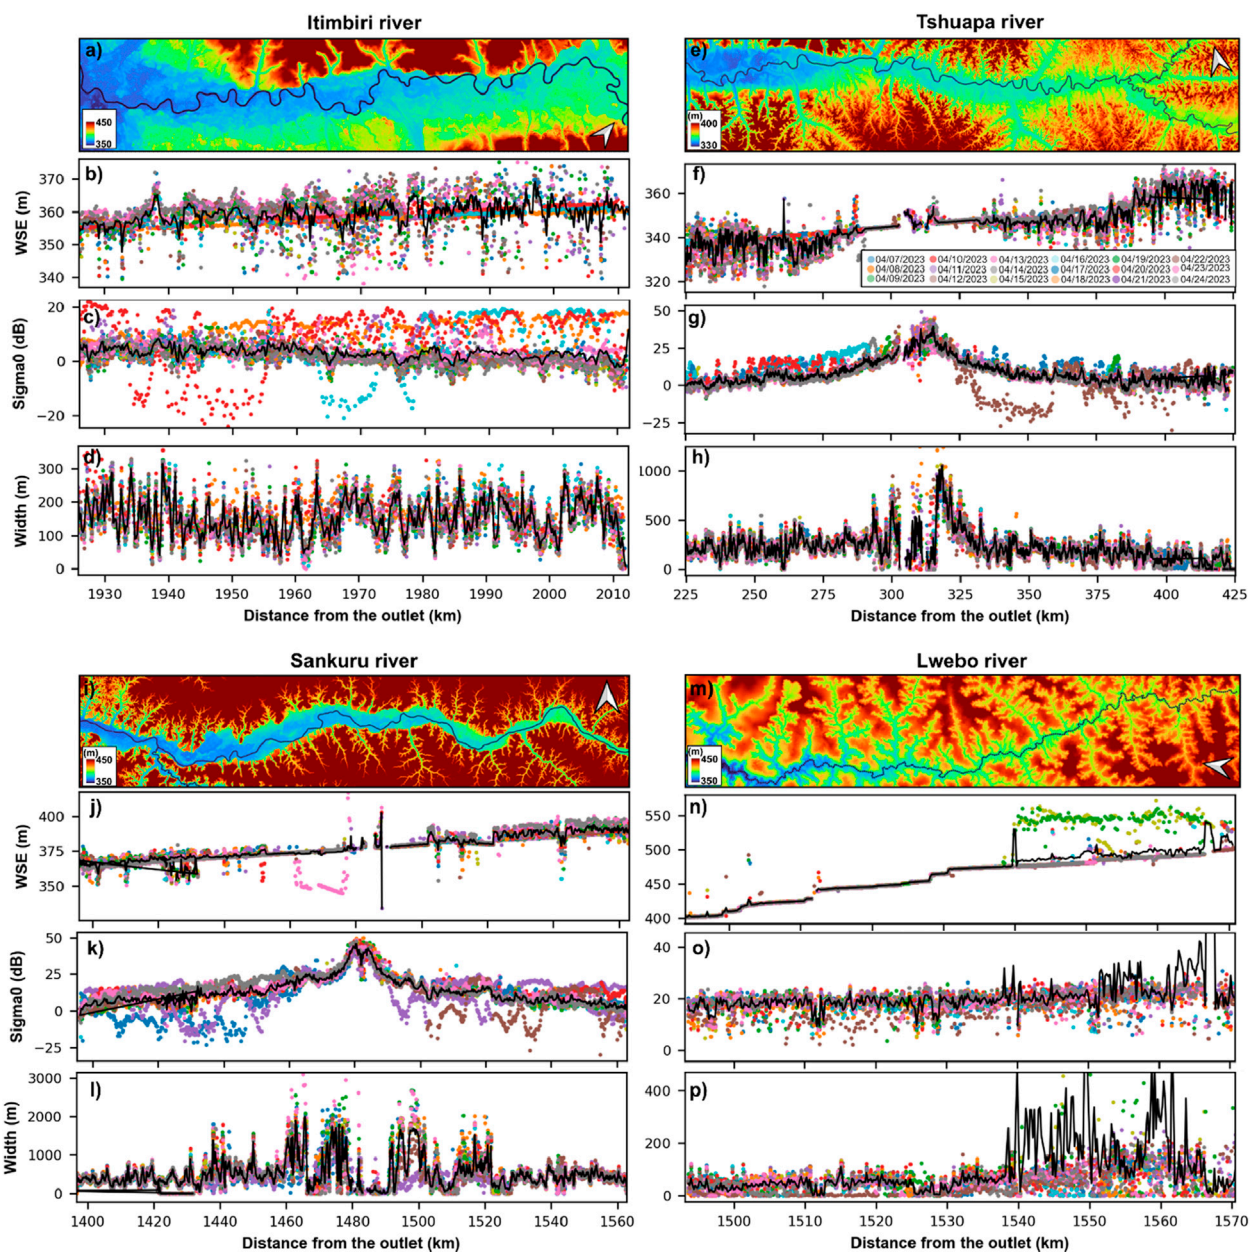 Itimbiri river
Tshuapa river
a)
450
350
e)
(m)
400
330
b)
WSE (m)
370
360
350
340
f)
WSE (m)
360
340
320
04/07/2023 04/10/2023 04/13/2023 04/16/2023 04/19/2023 04/22/2023
04/08/2023 04/11/2023 04/14/2023 04/17/2023 04/20/2023 04/23/2023
04/09/2023 04/12/2023 04/15/2023 04/18/2023 04/21/2023 04/24/2023
c)
Sigma0 (dB)
20
0
−20
g)
Sigma0 (dB)
50
25
0
−25
d)
Width (m)
300
200
100
0
h)
Width (m)
1000
500
0
1930 1940 1950 1960 1970 1980 1990 2000 2010
Distance from the outlet (km)
225 250 275 300 325 350 375 400 425
Distance from the outlet (km)
Sankuru river
Lwebo river
i)
(m)
450
350
m)
(m)
450
350
j)
WSE (m)
400
375
350
n)
WSE (m)
550
500
450
400
k)
Sigma0 (dB)
50
25
0
−25
o)
Sigma0 (dB)
40
20
0
l)
Width (m)
3000
2000
1000
0
p)
Width (m)
400
200
0
1400 1420 1440 1460 1480 1500 1520 1540 1560
Distance from the outlet (km)
1500 1510 1520 1530 1540 1550 1560 1570
Distance from the outlet (km)